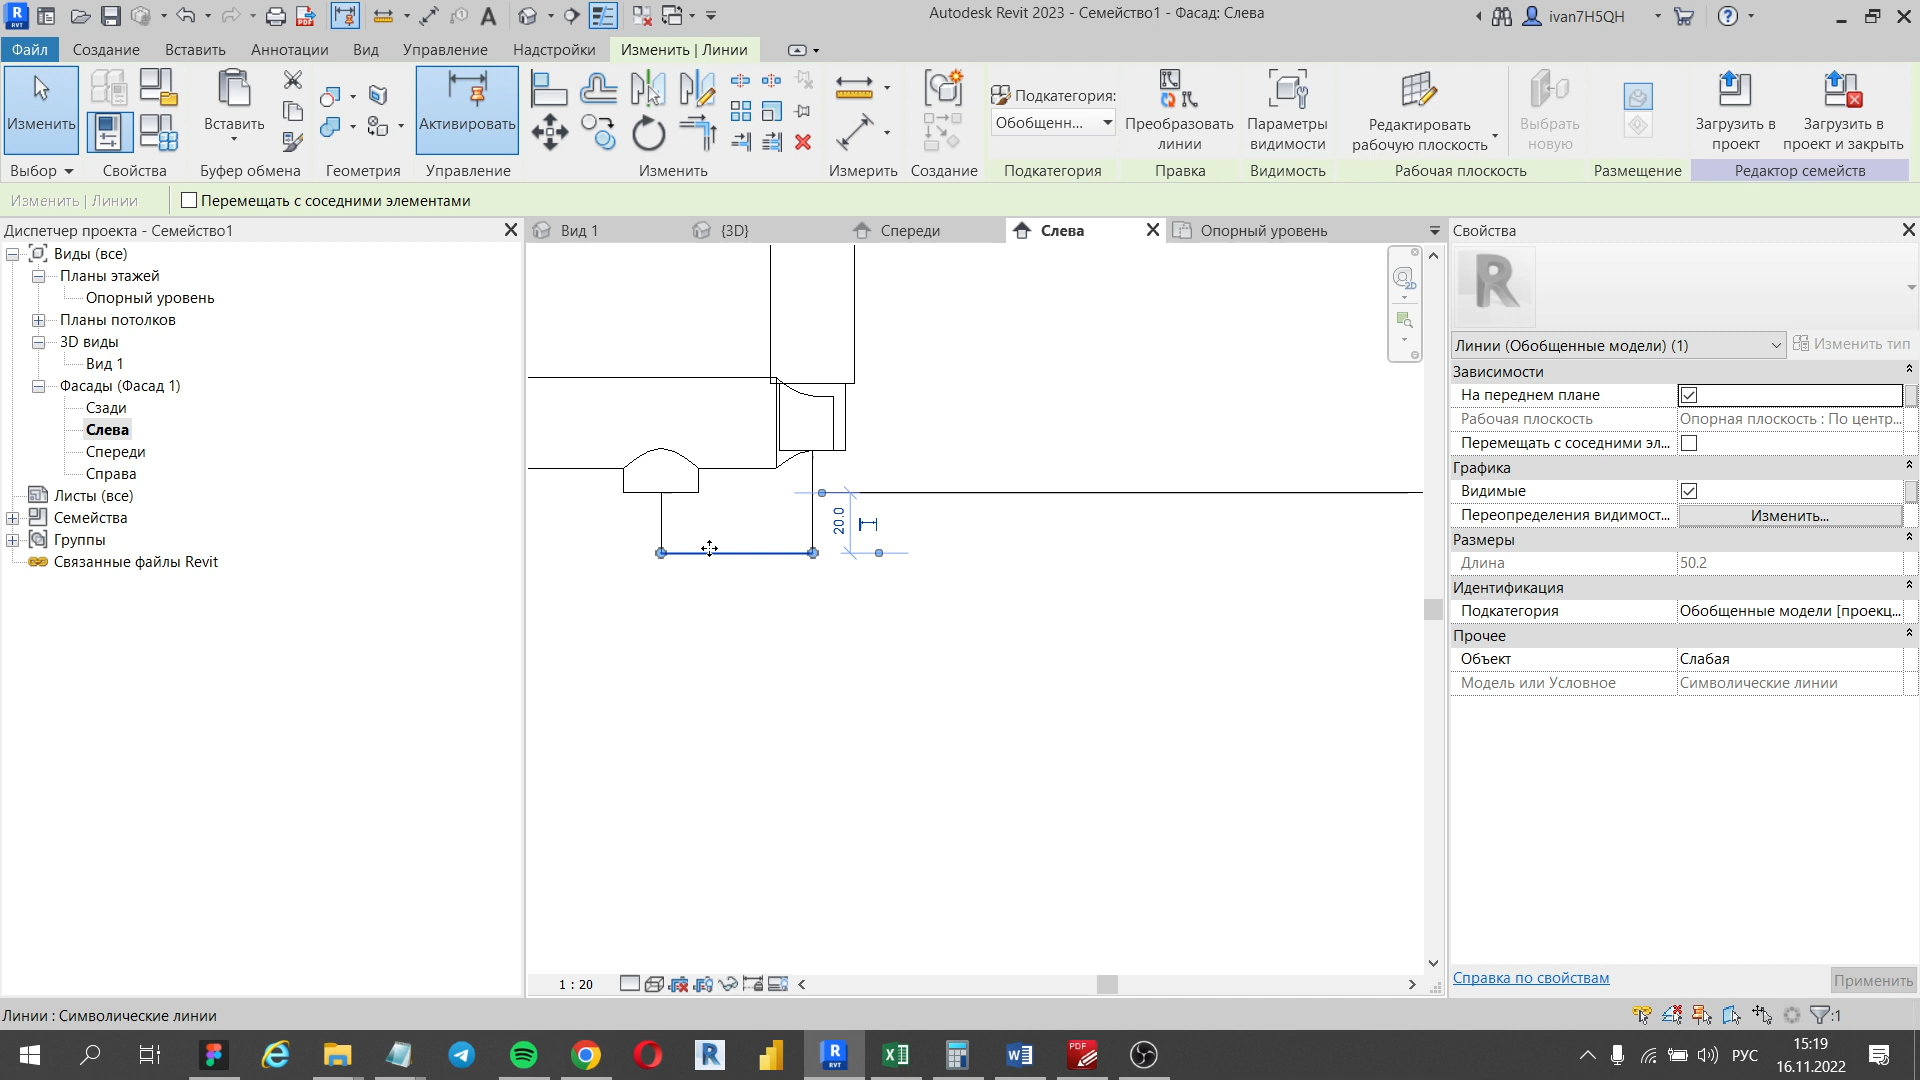 Autodesk Revit 2023 - Семейство1 - Фасад: Слева
ivan7H5QH
Файл
Создание
Вставить
Аннотации
Вид
Управление
Надстройки
Изменить | Линии
Изменить
Вставить
Активировать
Подкатегория:
Обобщенн...
Преобразовать
линии
Параметры
видимости
Редактировать
рабочую плоскость
Выбрать
новую
Загрузить в
проект
Загрузить в
проект и закрыть
Выбор
Свойства
Буфер обмена
Геометрия
Управление
Изменить
Измерить
Создание
Подкатегория
Правка
Видимость
Рабочая плоскость
Размещение
Редактор семейств
Изменить | Линии
Перемещать с соседними элементами
Диспетчер проекта - Семейство1
Виды (все)
Планы этажей
Опорный уровень
Планы потолков
3D виды
Вид 1
Фасады (Фасад 1)
Сзади
Слева
Спереди
Справа
Листы (все)
Семейства
Группы
Связанные файлы Revit
Вид 1
{3D}
Спереди
Слева
Опорный уровень
2D
20.0
1 : 20
Свойства
R
Линии (Обобщенные модели) (1)
Изменить тип
Зависимости
На переднем плане
Рабочая плоскость
Опорная плоскость : По центр...
Перемещать с соседними эл...
Графика
Видимые
Переопределения видимост...
Изменить...
Размеры
Длина
50.2
Идентификация
Подкатегория
Обобщенные модели [проекц...
Прочее
Объект
Слабая
Модель или Условное
Символические линии
Справка по свойствам
Применить
Линии : Символические линии
:1
РУС
15:19
16.11.2022